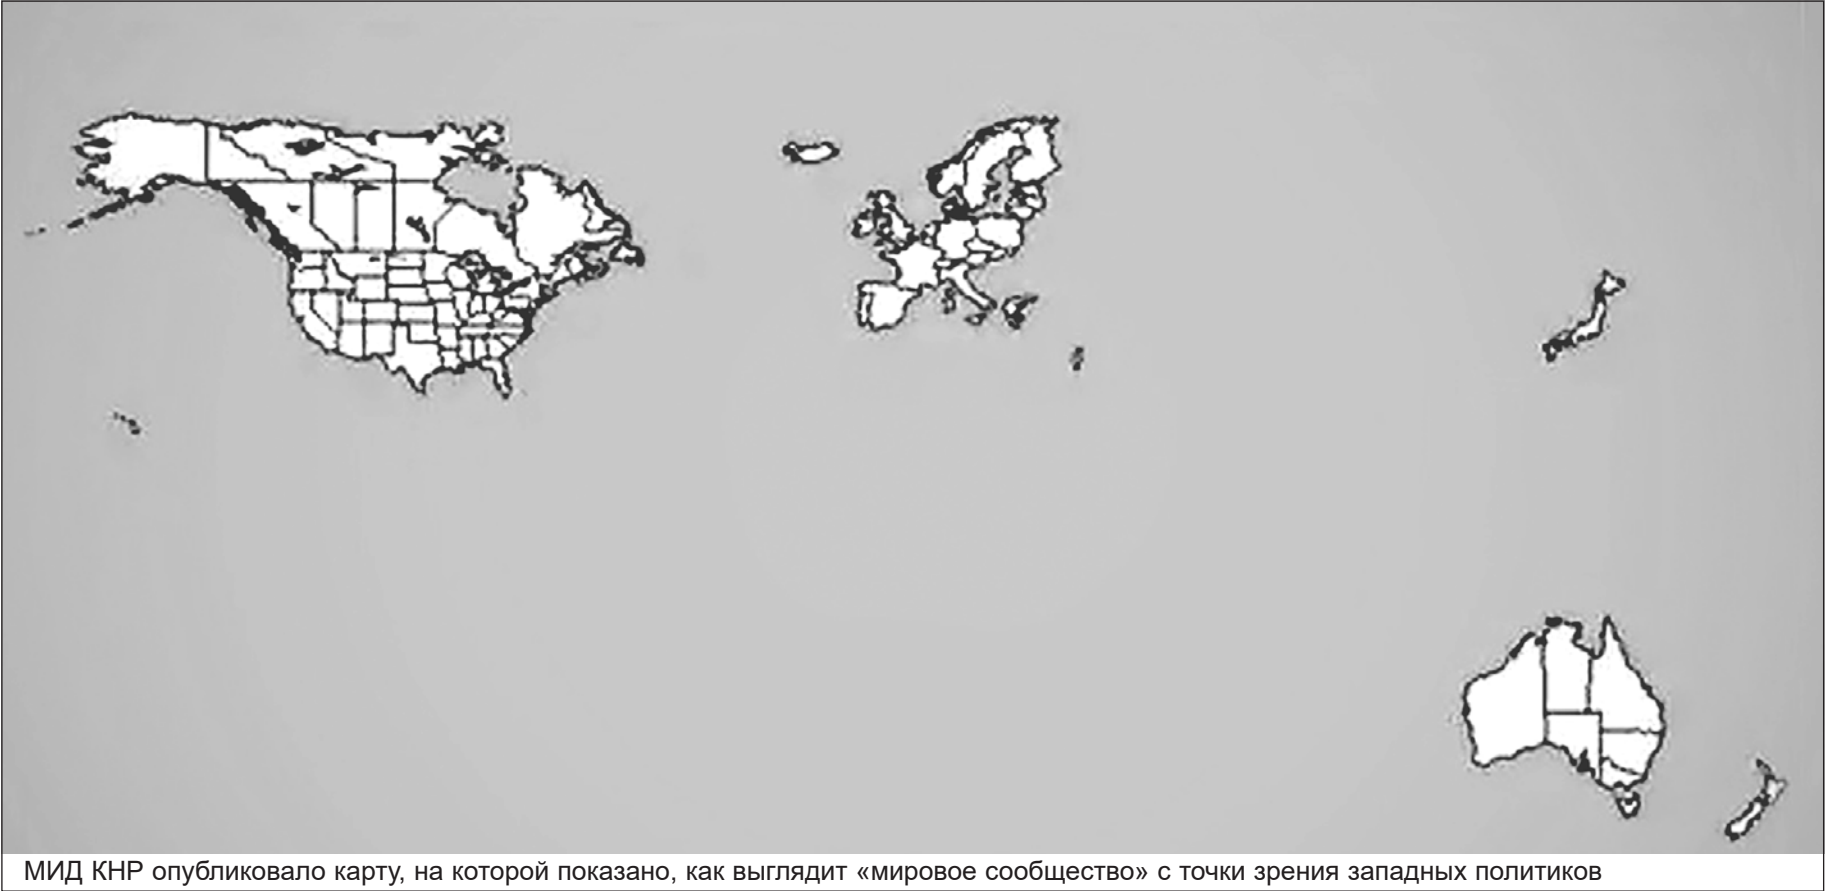 МИД КНР опубликовало карту, на которой показано, как выглядит «мировое сообщество» с точки зрения западных политиков